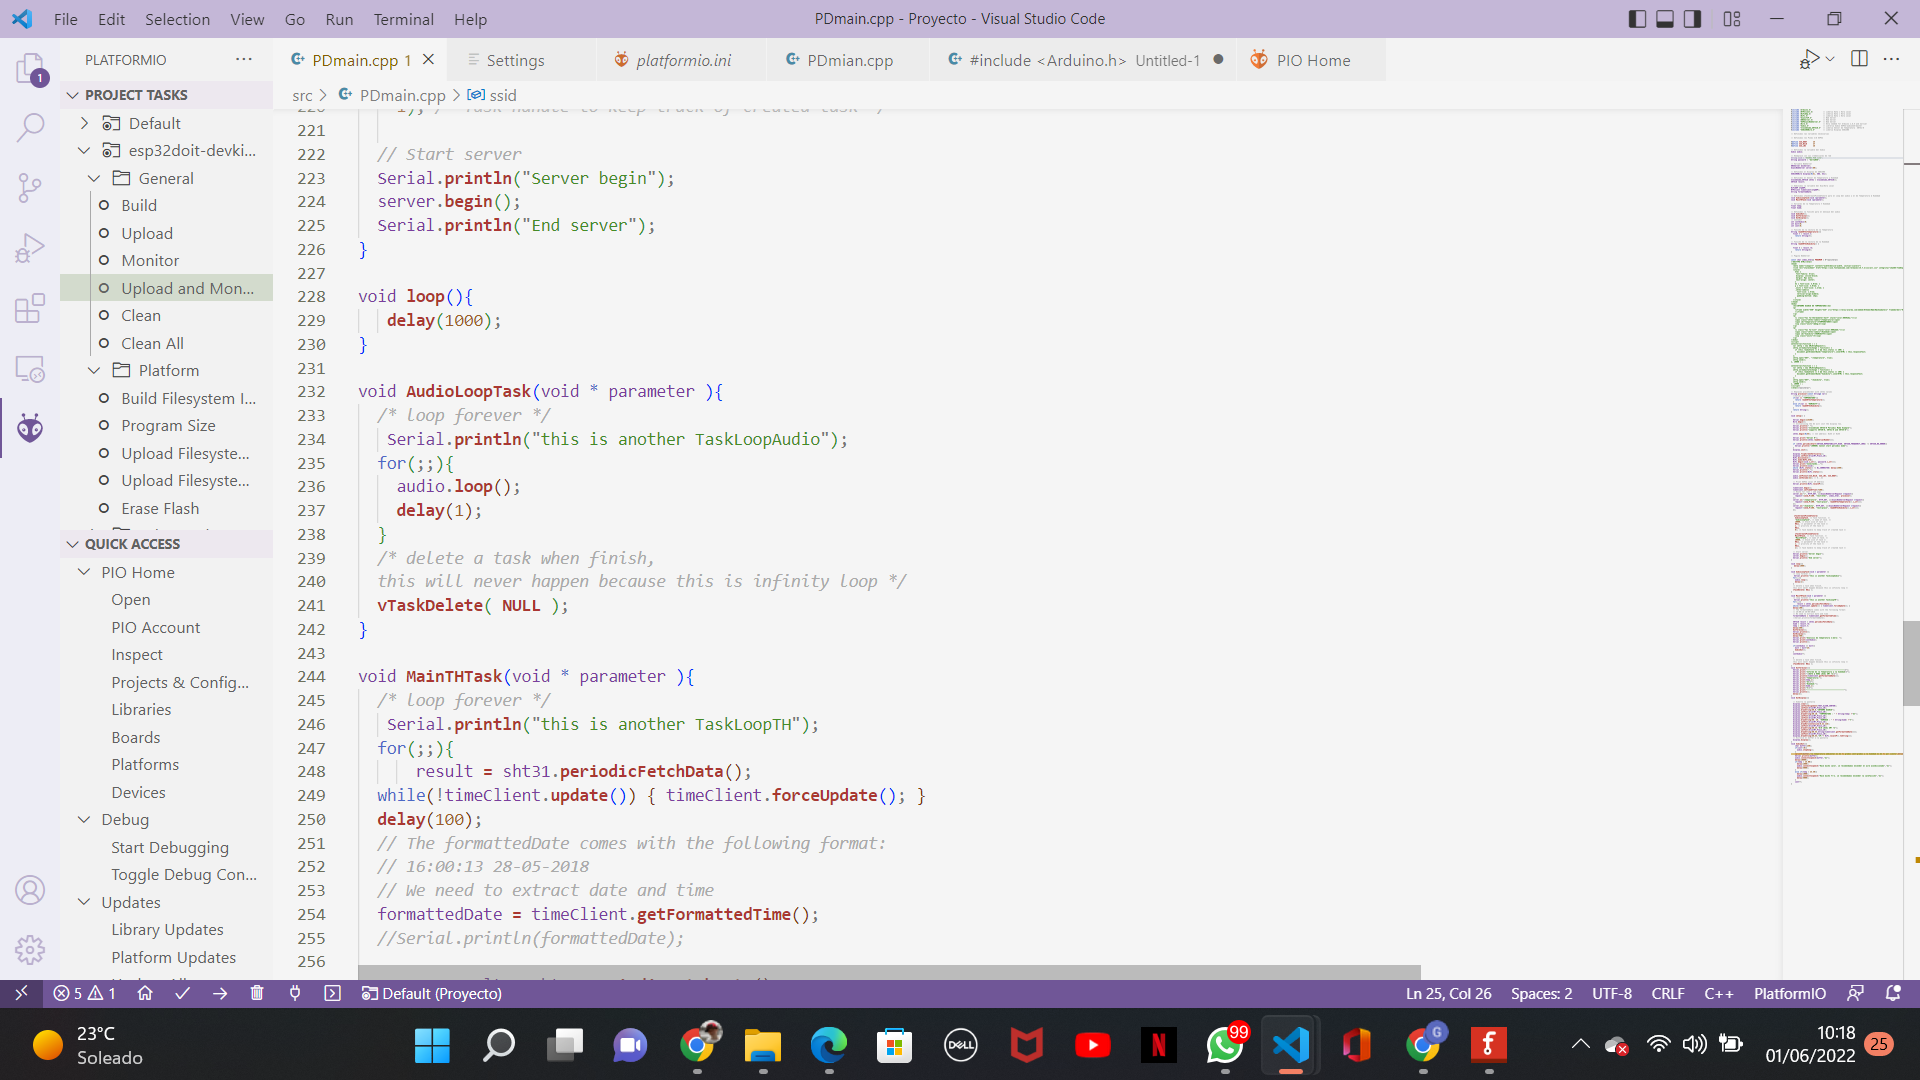 File Edit Selection View Go Run Terminal Help
PDmain.cpp - Proyecto - Visual Studio Code
PLATFORMIO
PDmain.cpp 1
Settings
platformio.ini
PDmian.cpp
#include <Arduino.h> Untitled-1
PIO Home
src > PDmain.cpp > ssid
PROJECT TASKS
Default
esp32doit-devki...
General
Build
Upload
Monitor
Upload and Mon...
Clean
Clean All
Platform
Build Filesystem I...
Program Size
Upload Filesyste...
Upload Filesyste...
Erase Flash
QUICK ACCESS
PIO Home
Open
PIO Account
Inspect
Projects & Config...
Libraries
Boards
Platforms
Devices
Debug
Start Debugging
Toggle Debug Con...
Updates
Library Updates
Platform Updates
221
222 // Start server
223 Serial.println("Server begin");
224 server.begin();
225 Serial.println("End server");
226 }
227
228 void loop(){
229 delay(1000);
230 }
231
232 void AudioLoopTask(void * parameter ){
233 /* loop forever */
234 Serial.println("this is another TaskLoopAudio");
235 for(;;){
236 audio.loop();
237 delay(1);
238 }
239 /* delete a task when finish,
240 this will never happen because this is infinity loop */
241 vTaskDelete( NULL );
242 }
243
244 void MainTHTask(void * parameter ){
245 /* loop forever */
246 Serial.println("this is another TaskLoopTH");
247 for(;;){
248 result = sht31.periodicFetchData();
249 while(!timeClient.update()) { timeClient.forceUpdate(); }
250 delay(100);
251 // The formattedDate comes with the following format:
252 // 16:00:13 28-05-2018
253 // We need to extract date and time
254 formattedDate = timeClient.getFormattedTime();
255 //Serial.println(formattedDate);
256
5 1
Default (Proyecto)
Ln 25, Col 26 Spaces: 2 UTF-8 CRLF C++ PlatformIO
23°C
Soleado
DELL
99
G
10:18
01/06/2022
25